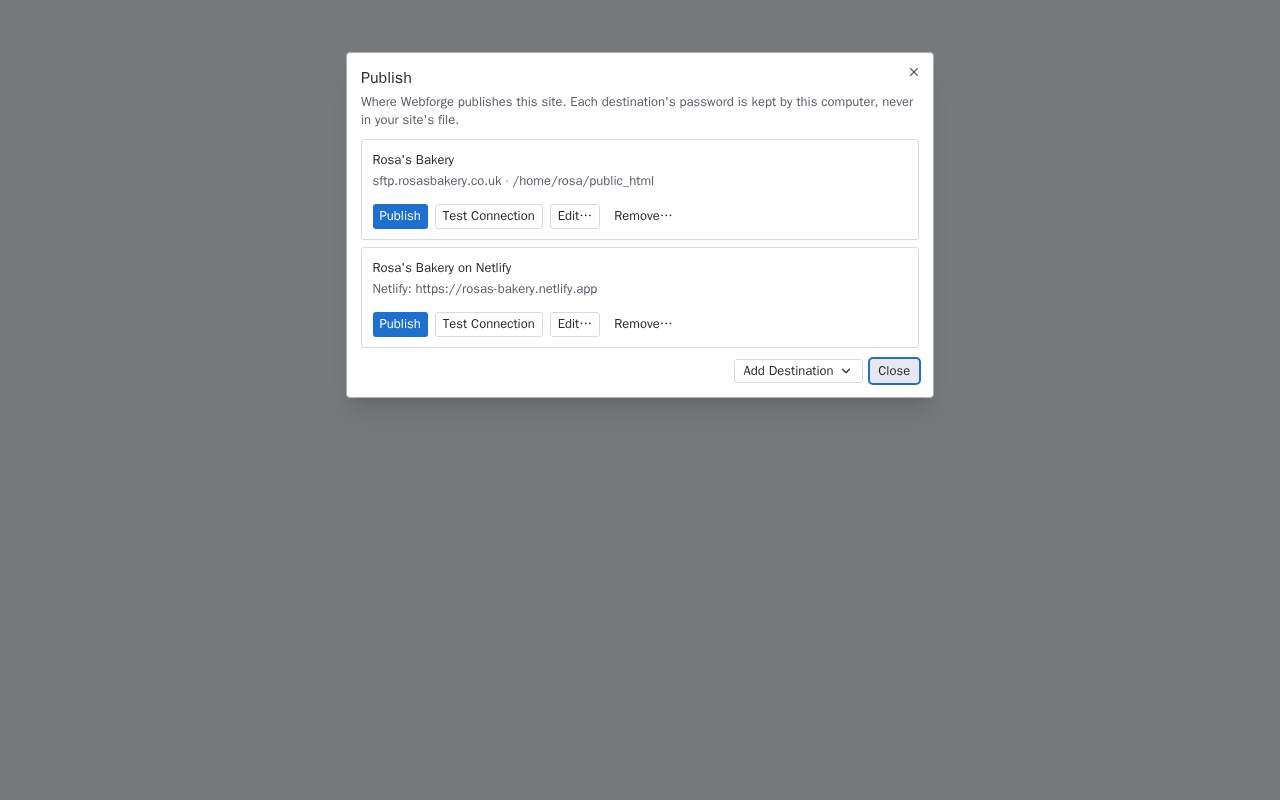 Publish
Where Webforge publishes this site. Each destination's password is kept by this computer, never
in your site's file.
Rosa's Bakery
sftp.rosasbakery.co.uk · /home/rosa/public_html
Publish Test Connection Edit… Remove…
Rosa's Bakery on Netlify
Netlify: https://rosas-bakery.netlify.app
Publish Test Connection Edit… Remove…
Add Destination Close